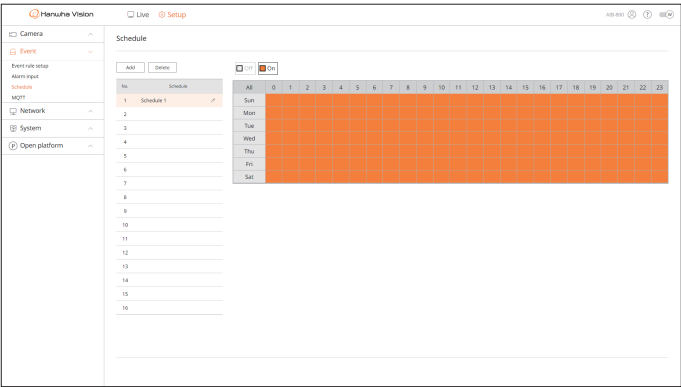 Hanwha Vision
Live
Setup
AIB-800
?
W
Camera
Event
Event rule setup
Alarm input
Schedule
MQTT
Network
System
P Open platform
Schedule
Add
Delete
Off
On
No. Schedule
1 Schedule 1
2
3
4
5
6
7
8
9
10
11
12
13
14
15
16
All 0 1 2 3 4 5 6 7 8 9 10 11 12 13 14 15 16 17 18 19 20 21 22 23
Sun
Mon
Tue
Wed
Thu
Fri
Sat